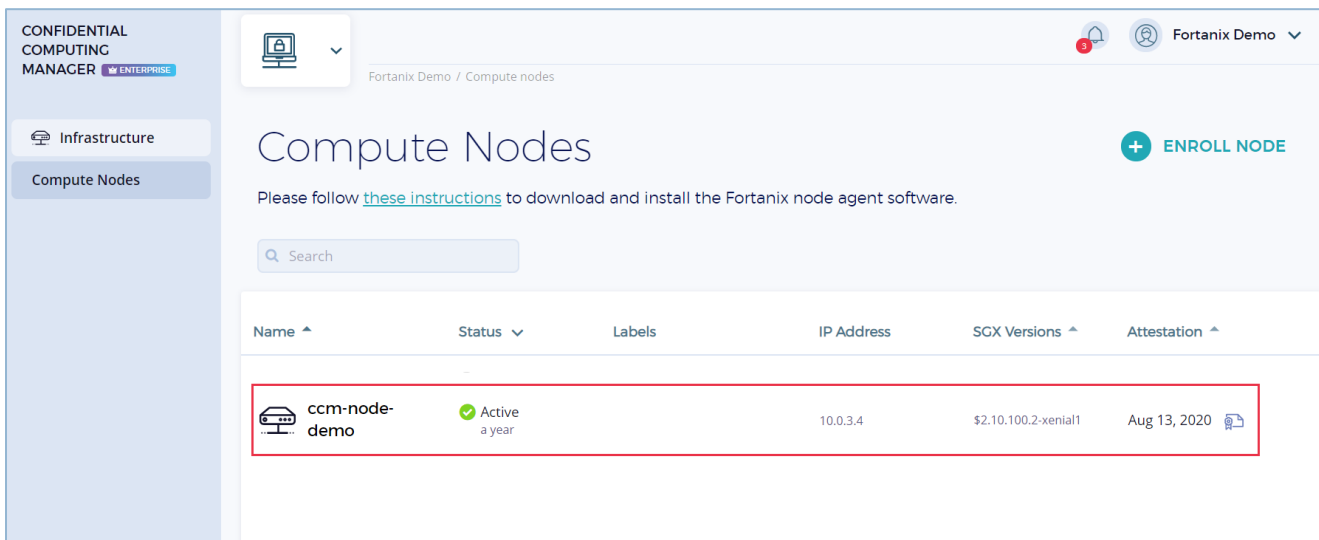 CONFIDENTIAL
COMPUTING
MANAGER ENTERPRISE
3
Fortanix Demo
Fortanix Demo / Compute nodes
Infrastructure
Compute Nodes
Compute Nodes
ENROLL NODE
Please follow these instructions to download and install the Fortanix node agent software.
Search
Name Status Labels IP Address SGX Versions Attestation
ccm-node-
demo
Active
a year
10.0.3.4
$2.10.100.2-xenial1
Aug 13, 2020